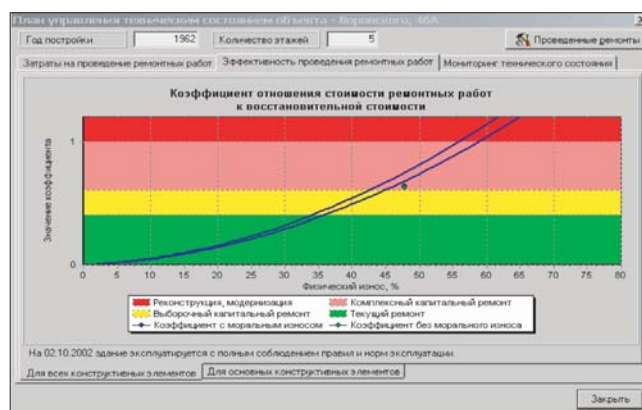 План управления техническим состоянием объекта - Воровского, 46А
Год постройки 1962 Количество этажей 5 Проведенные ремонты
Затраты на проведение ремонтных работ Эффективность проведения ремонтных работ Мониторинг технического состояния
Коэффициент отношения стоимости ремонтных работ
к восстановительной стоимости
Значение коэффициента
1
0
0 5 10 15 20 25 30 35 40 45 50 55 60 65 70 75 80
Физический износ, %
Реконструкция, модернизация Комплексный капитальный ремонт
Выборочный капитальный ремонт Текущий ремонт
Коэффициент с моральным износом Коэффициент без морального износа
На 02.10.2002 здание эксплуатируется с полным соблюдением правил и норм эксплуатации.
Для всех конструктивных элементов Для основных конструктивных элементов
Закрыть